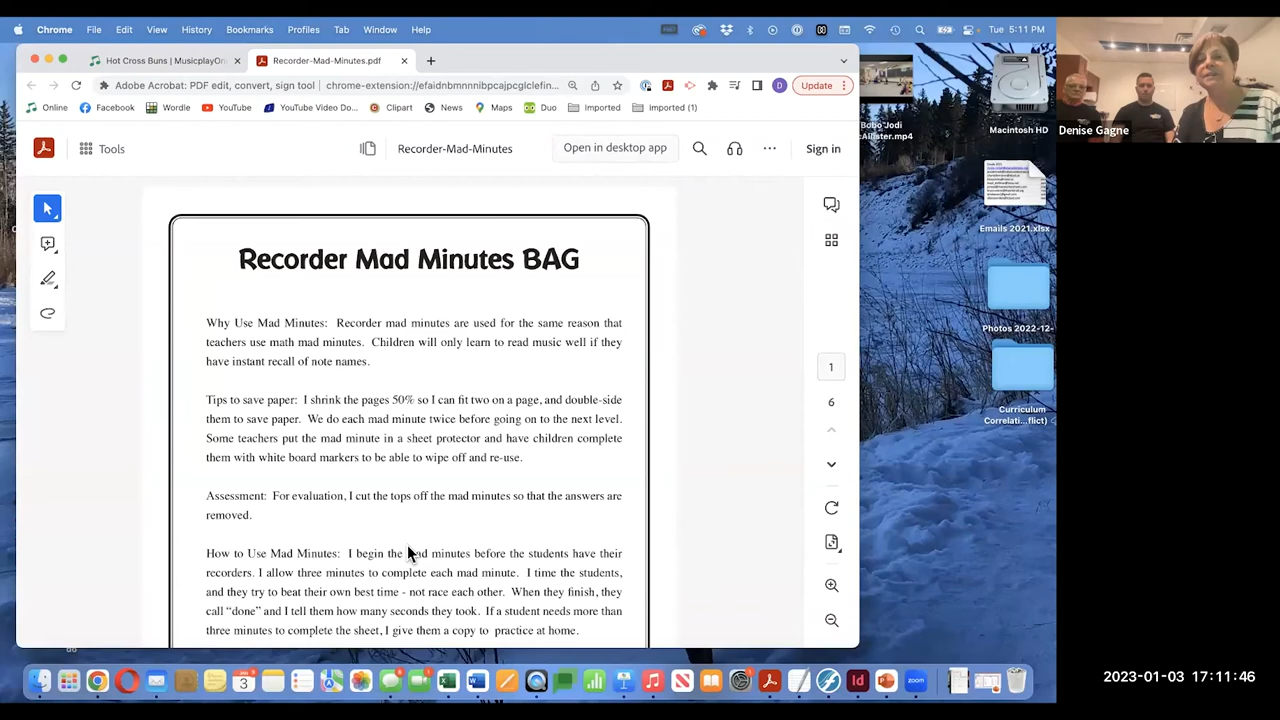 Chrome File Edit View History Bookmarks Profiles Tab Window Help
Tue 5:11 PM
Hot Cross Buns | MusicplayOn
Recorder-Mad-Minutes.pdf
Adobe Acrobat: PDF edit, convert, sign tool | chrome-extension://efaidnbmnnnibpcajpcglclefin...
D
Update
Online Facebook Wordle YouTube YouTube Video Do... Clipart News Maps Duo Imported Imported (1)
Tools
Recorder-Mad-Minutes
Open in desktop app
Sign in
Recorder Mad Minutes BAG
Why Use Mad Minutes: Recorder mad minutes are used for the same reason that
teachers use math mad minutes. Children will only learn to read music well if they
have instant recall of note names.
Tips to save paper: I shrink the pages 50% so I can fit two on a page, and double-side
them to save paper. We do each mad minute twice before going on to the next level.
Some teachers put the mad minute in a sheet protector and have children complete
them with white board markers to be able to wipe off and re-use.
Assessment: For evaluation, I cut the tops off the mad minutes so that the answers are
removed.
How to Use Mad Minutes: I begin the mad minutes before the students have their
recorders. I allow three minutes to complete each mad minute. I time the students,
and they try to beat their own best time - not race each other. When they finish, they
call “done” and I tell them how many seconds they took. If a student needs more than
three minutes to complete the sheet, I give them a copy to practice at home.
1
6
Macintosh HD
Emails 2021.xlsx
Photos 2022-12-
Curriculum
Correlati...flict)
Denise Gagne
zoom
2023-01-03 17:11:46